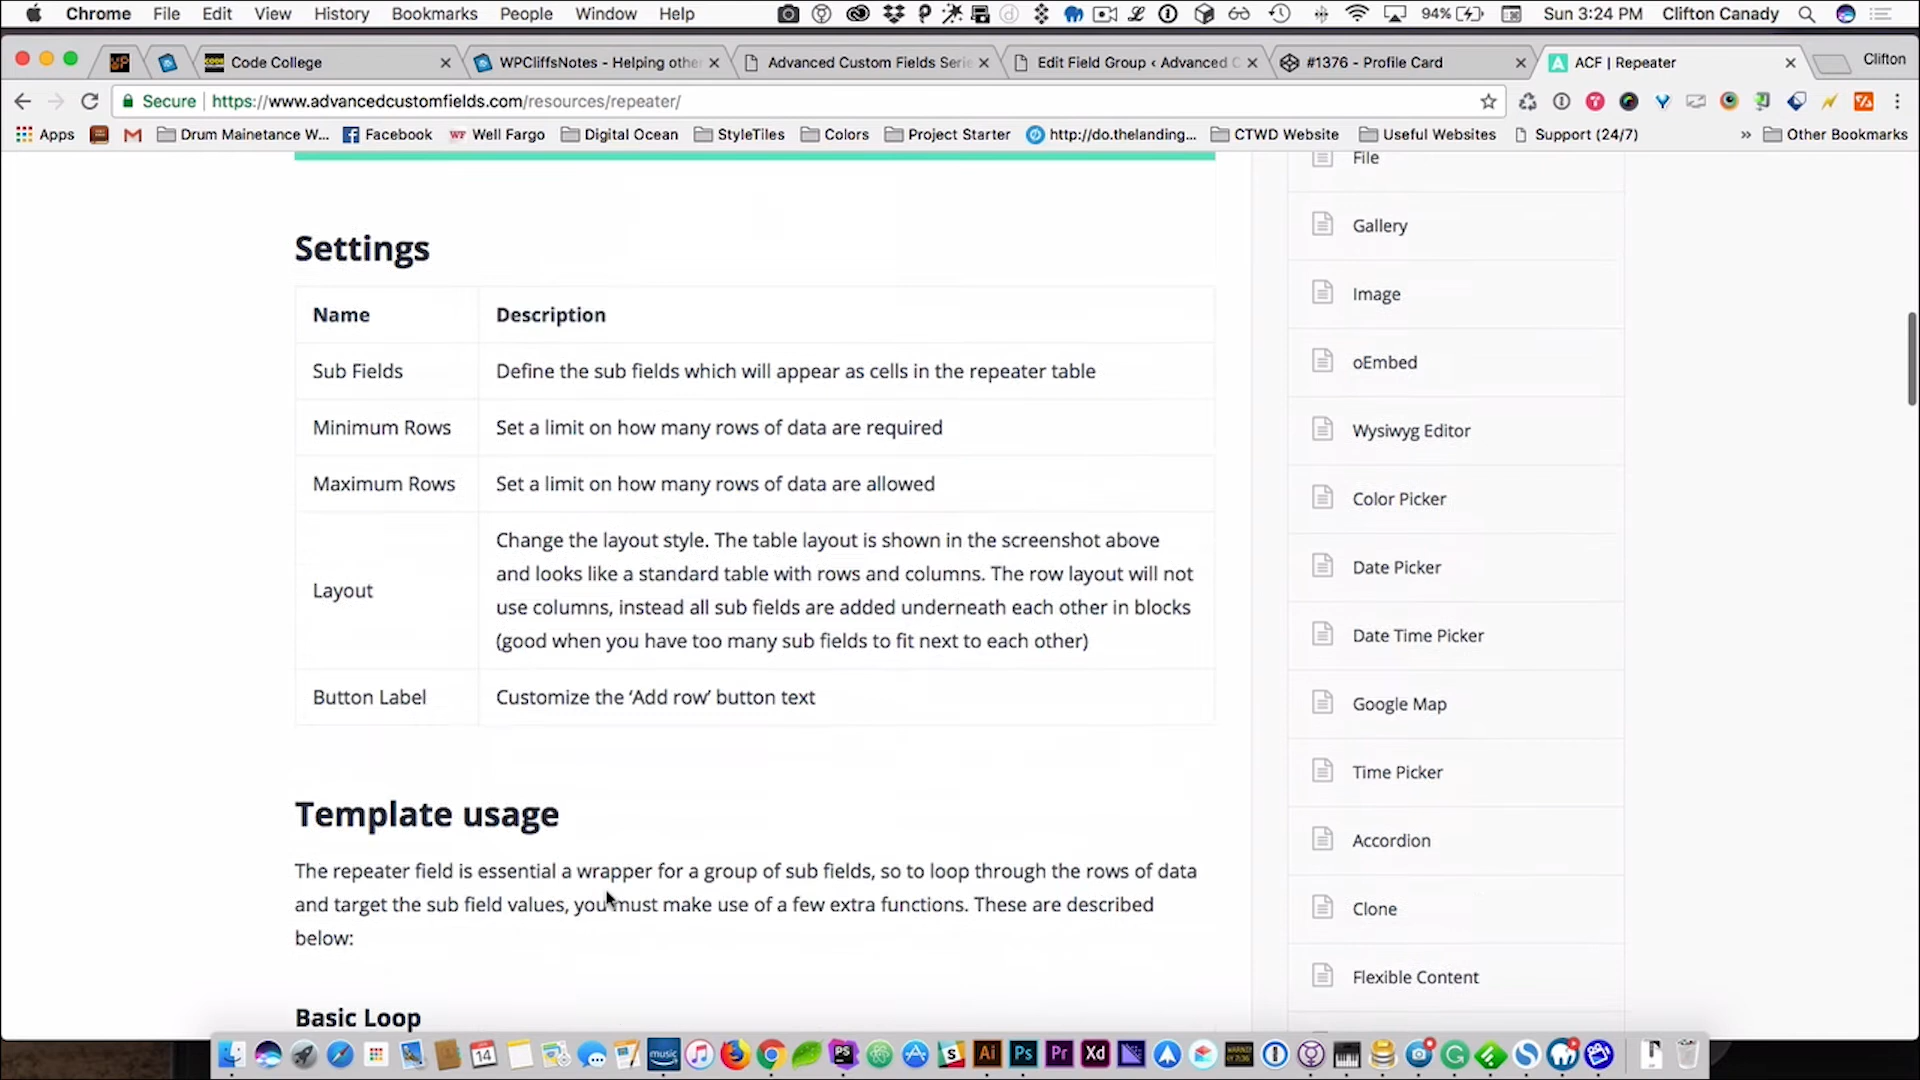 Chrome File Edit View History Bookmarks People Window Help 94% Sun 3:24 PM Clifton Canady
Code College
WPCliffsNotes - Helping othe
Advanced Custom Fields Serie
Edit Field Group ‹ Advanced C
#1376 - Profile Card
ACF | Repeater
Clifton
Secure https://www.advancedcustomfields.com/resources/repeater/
Apps Drum Mainetance W... Facebook Well Fargo Digital Ocean StyleTiles Colors Project Starter http://do.thelanding... CTWD Website Useful Websites Support (24/7) » Other Bookmarks
Settings
Name Description
Sub Fields Define the sub fields which will appear as cells in the repeater table
Minimum Rows Set a limit on how many rows of data are required
Maximum Rows Set a limit on how many rows of data are allowed
Layout
Change the layout style. The table layout is shown in the screenshot above
and looks like a standard table with rows and columns. The row layout will not
use columns, instead all sub fields are added underneath each other in blocks
(good when you have too many sub fields to fit next to each other)
Button Label Customize the ‘Add row’ button text
Template usage
The repeater field is essential a wrapper for a group of sub fields, so to loop through the rows of data
and target the sub field values, you must make use of a few extra functions. These are described
below:
Basic Loop
File
Gallery
Image
oEmbed
Wysiwyg Editor
Color Picker
Date Picker
Date Time Picker
Google Map
Time Picker
Accordion
Clone
Flexible Content
14 music PS S Ai Ps Pr Xd